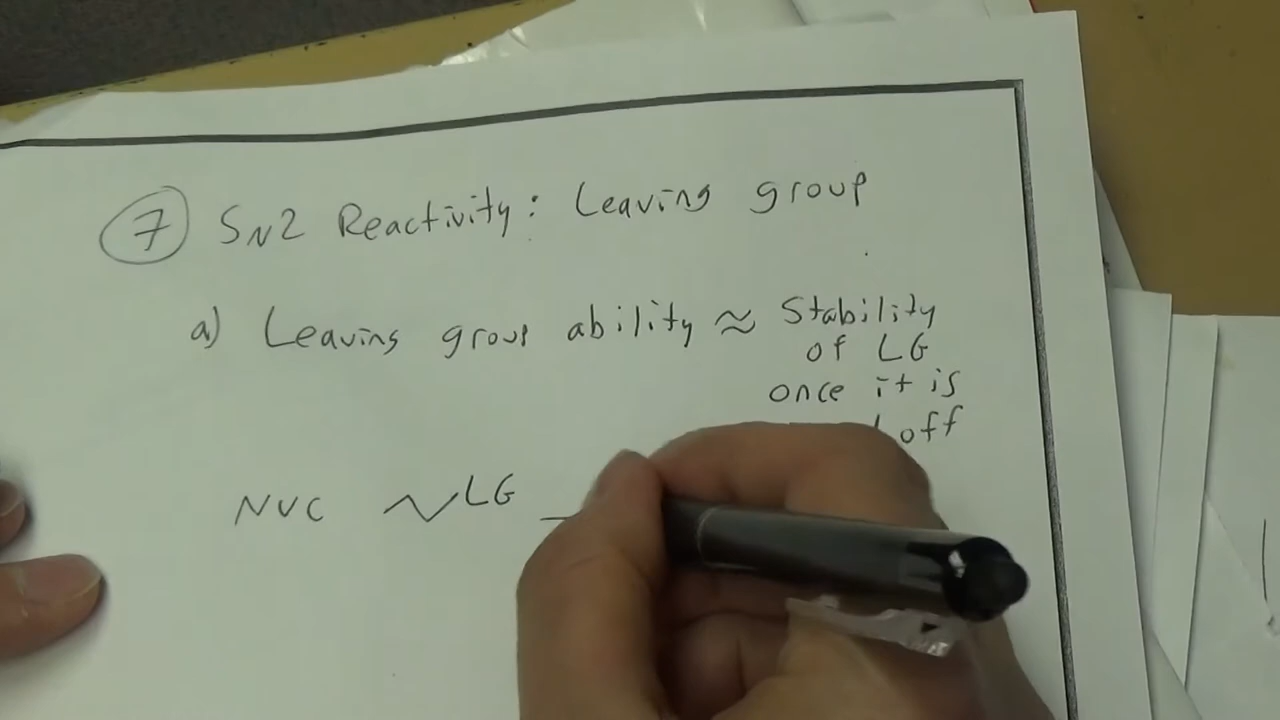 7 SN2 Reactivity: Leaving group
a) Leaving group ability ≈ Stability
of LG
once it is
off
NUC LG